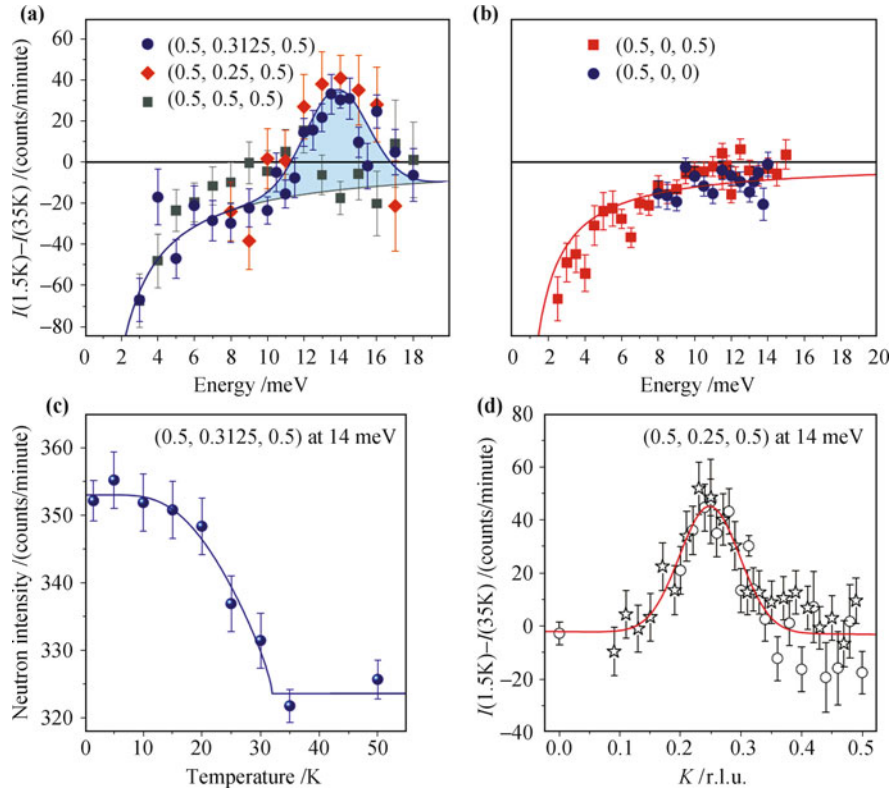 (a)
60
40
20
0
−20
−40
−60
−80
I(1.5K)−I(35K) /(counts/minute)
(0.5, 0.3125, 0.5)
(0.5, 0.25, 0.5)
(0.5, 0.5, 0.5)
0 2 4 6 8 10 12 14 16 18
Energy /meV
(b)
(0.5, 0, 0.5)
(0.5, 0, 0)
0 2 4 6 8 10 12 14 16 18 20
Energy /meV
(c)
(0.5, 0.3125, 0.5) at 14 meV
360
350
340
330
320
Neutron intensity /(counts/minute)
0 10 20 30 40 50
Temperature /K
(d)
(0.5, 0.25, 0.5) at 14 meV
80
60
40
20
0
−20
−40
I(1.5K)−I(35K) /(counts/minute)
0.0 0.1 0.2 0.3 0.4 0.5
K /r.l.u.